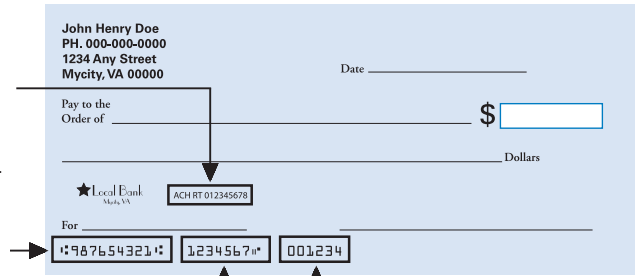 John Henry Doe
PH. 000-000-0000
1234 Any Street
Mycity, VA 00000
Date
Pay to the
Order of
$
Dollars
Local Bank
Mycity, VA
ACH RT 012345678
For
⑆987654321⑆ 1234567⑈ 001234